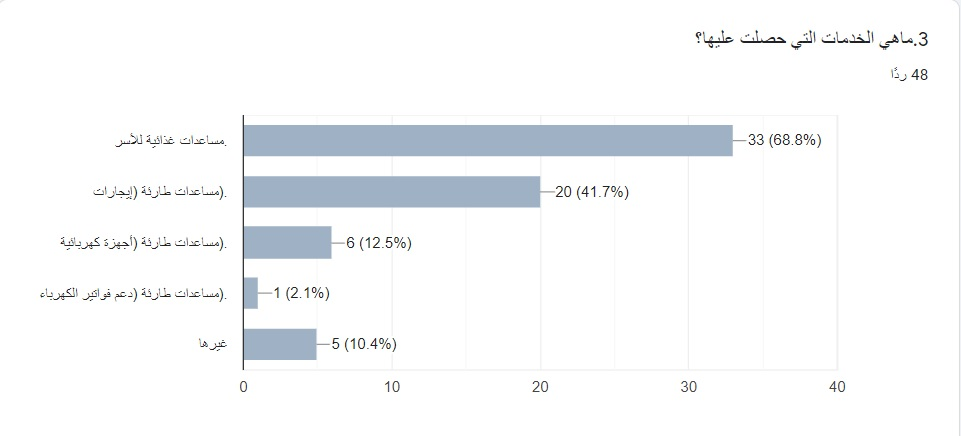 3.ماهي الخدمات التي حصلت عليها؟
48 ردًا
مساعدات غذائية للأسر.
33 (68.8%)
مساعدات طارئة (إيجارات).
20 (41.7%)
مساعدات طارئة (أجهزة كهربائية).
6 (12.5%)
مساعدات طارئة (دعم فواتير الكهرباء).
1 (2.1%)
غيرها
5 (10.4%)
0 10 20 30 40